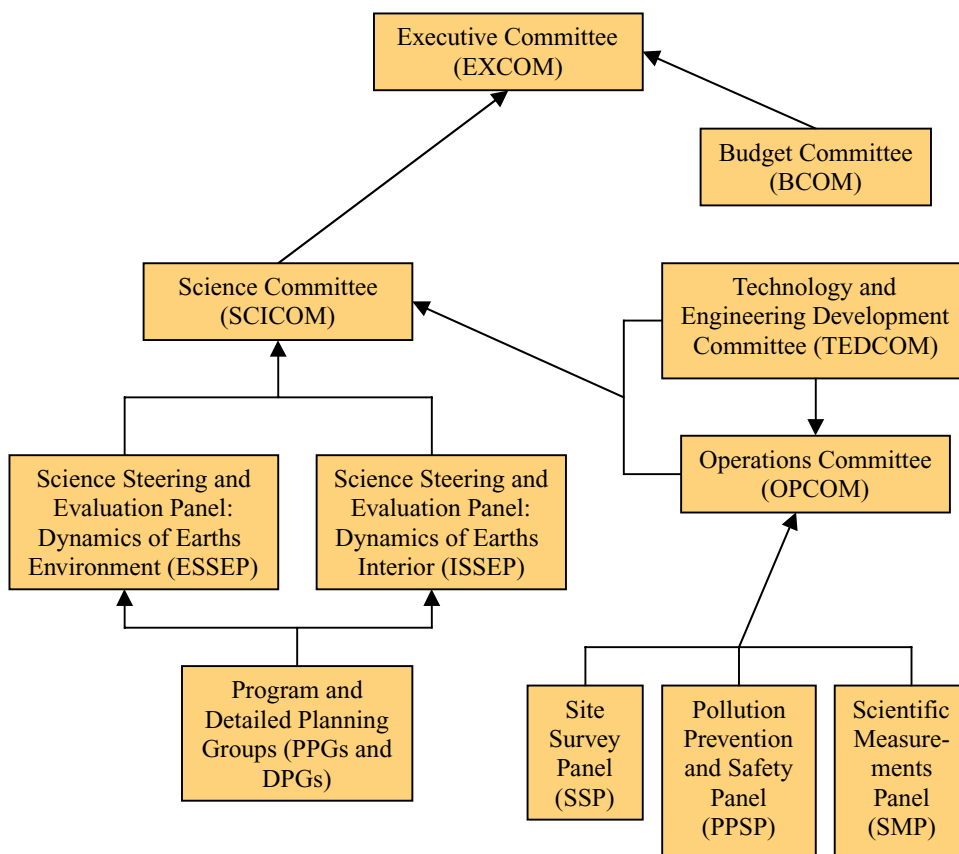 Executive Committee
(EXCOM)
Budget Committee
(BCOM)
Science Committee
(SCICOM)
Technology and
Engineering Development
Committee (TEDCOM)
Science Steering and
Evaluation Panel:
Dynamics of Earths
Environment (ESSEP)
Science Steering and
Evaluation Panel:
Dynamics of Earths
Interior (ISSEP)
Operations Committee
(OPCOM)
Program and
Detailed Planning
Groups (PPGs and
DPGs)
Site
Survey
Panel
(SSP)
Pollution
Prevention
and Safety
Panel
(PPSP)
Scientific
Measure-
ments
Panel
(SMP)